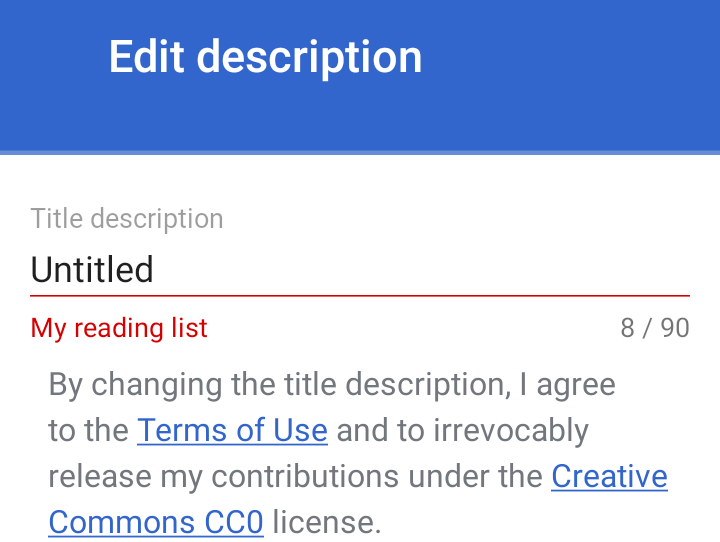 Edit description
Title description
Untitled
My reading list 8 / 90
By changing the title description, I agree
to the Terms of Use and to irrevocably
release my contributions under the Creative
Commons CC0 license.